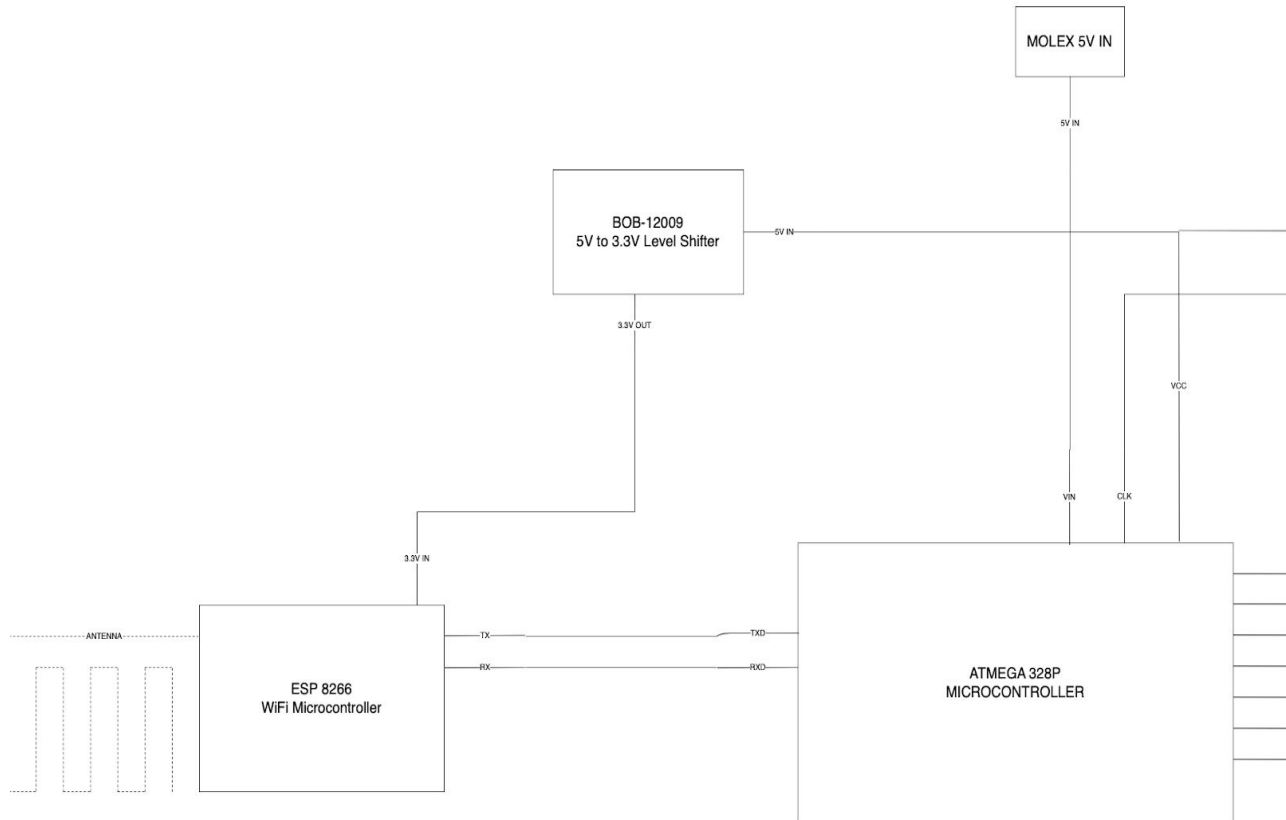 MOLEX 5V IN
5V IN
BOB-12009
5V to 3.3V Level Shifter
5V IN
3.3V OUT
VCC
VIN
CLK
3.3V IN
ANTENNA
TX
TXD
RX
RXD
ESP 8266
WiFi Microcontroller
ATMEGA 328P
MICROCONTROLLER